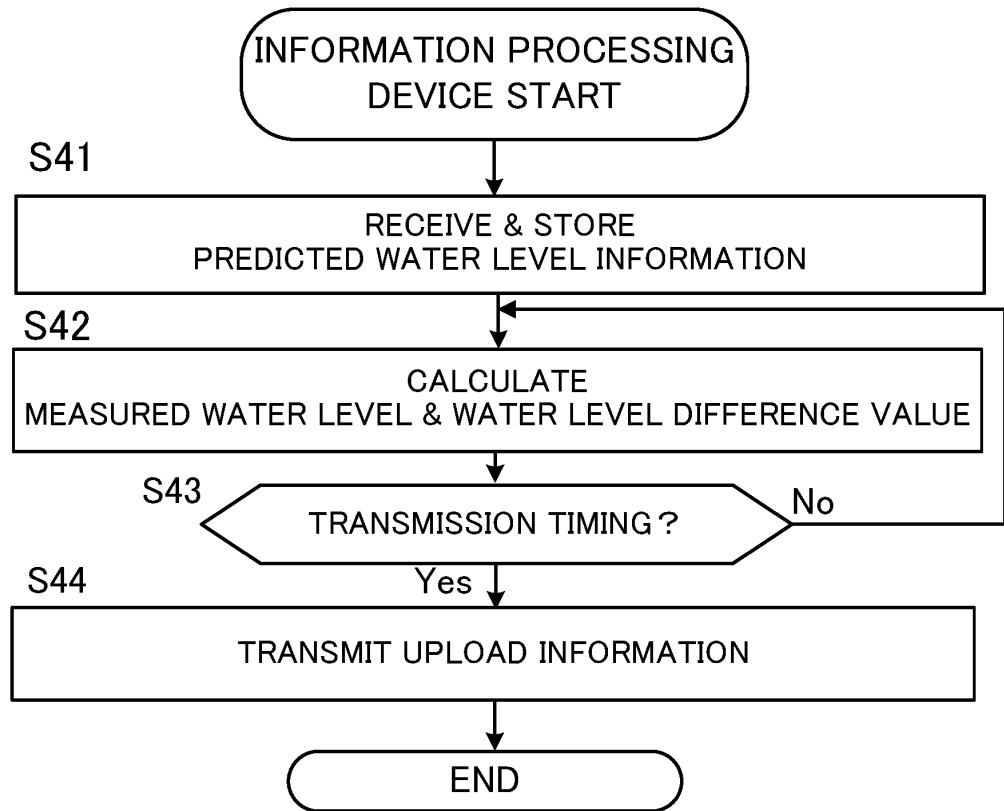 INFORMATION PROCESSING
DEVICE START
S41
RECEIVE & STORE
PREDICTED WATER LEVEL INFORMATION
S42
CALCULATE
MEASURED WATER LEVEL & WATER LEVEL DIFFERENCE VALUE
S43
TRANSMISSION TIMING?
No
Yes
S44
TRANSMIT UPLOAD INFORMATION
END